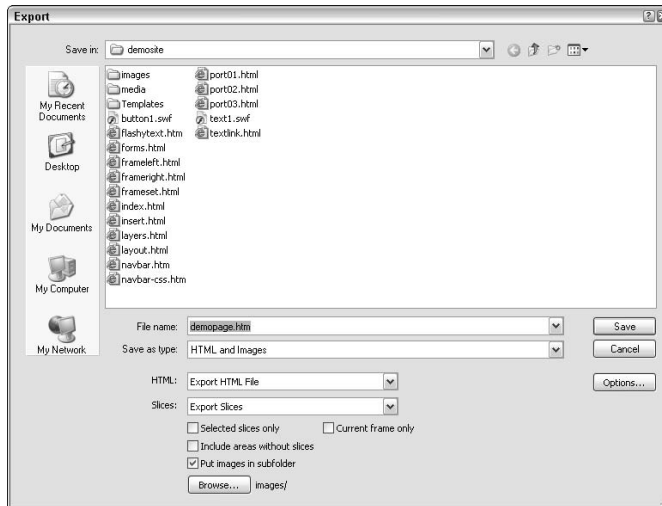 Export
Save in: demosite
My Recent Documents
Desktop
My Documents
My Computer
My Network
images
media
Templates
button1.swf
flashytext.htm
forms.html
frameleft.html
frameright.html
frameset.html
index.html
insert.html
layers.html
layout.html
navbar.htm
navbar-css.htm
port01.html
port02.html
port03.html
text1.swf
textlink.html
File name: demopage.htm Save
Save as type: HTML and Images Cancel
HTML: Export HTML File Options...
Slices: Export Slices
Selected slices only Current frame only
Include areas without slices
Put images in subfolder
Browse... images/